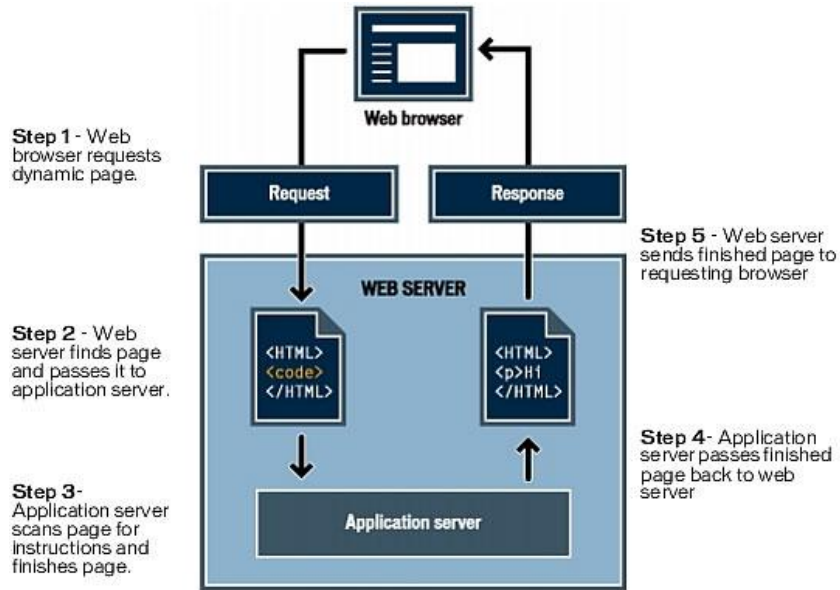 Web browser
Step 1 - Web
browser requests
dynamic page.
Request
Response
Step 5 - Web server
sends finished page to
requesting browser
WEB SERVER
Step 2 - Web
server finds page
and passes it to
application server.
<HTML>
<code>
</HTML>
<HTML>
<p>Hi
</HTML>
Step 4- Application
server passes finished
page back to web
server
Step 3-
Application server
scans page for
instructions and
finishes page.
Application server